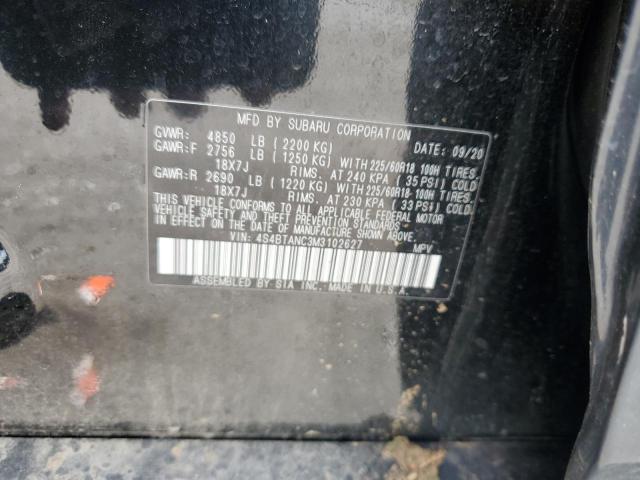 MFD BY SUBARU CORPORATION
GVWR: 4850 LB (2200 KG) DATE: 09/20
GAWR:F 2756 LB (1250 KG) WITH 225/60R18 100H TIRES,
18X7J RIMS, AT 240 KPA (35 PSI) COLD
GAWR:R 2690 LB (1220 KG) WITH 225/60R18 100H TIRES,
18X7J RIMS, AT 230 KPA (33 PSI) COLD
THIS VEHICLE CONFORMS TO ALL APPLICABLE FEDERAL MOTOR
VEHICLE SAFETY AND THEFT PREVENTION STANDARDS
IN EFFECT ON THE DATE OF MANUFACTURE SHOWN ABOVE.
VIN: 4S4BTANC3M3102627 MPV
ASSEMBLED BY SIA INC. MADE IN U.S.A.